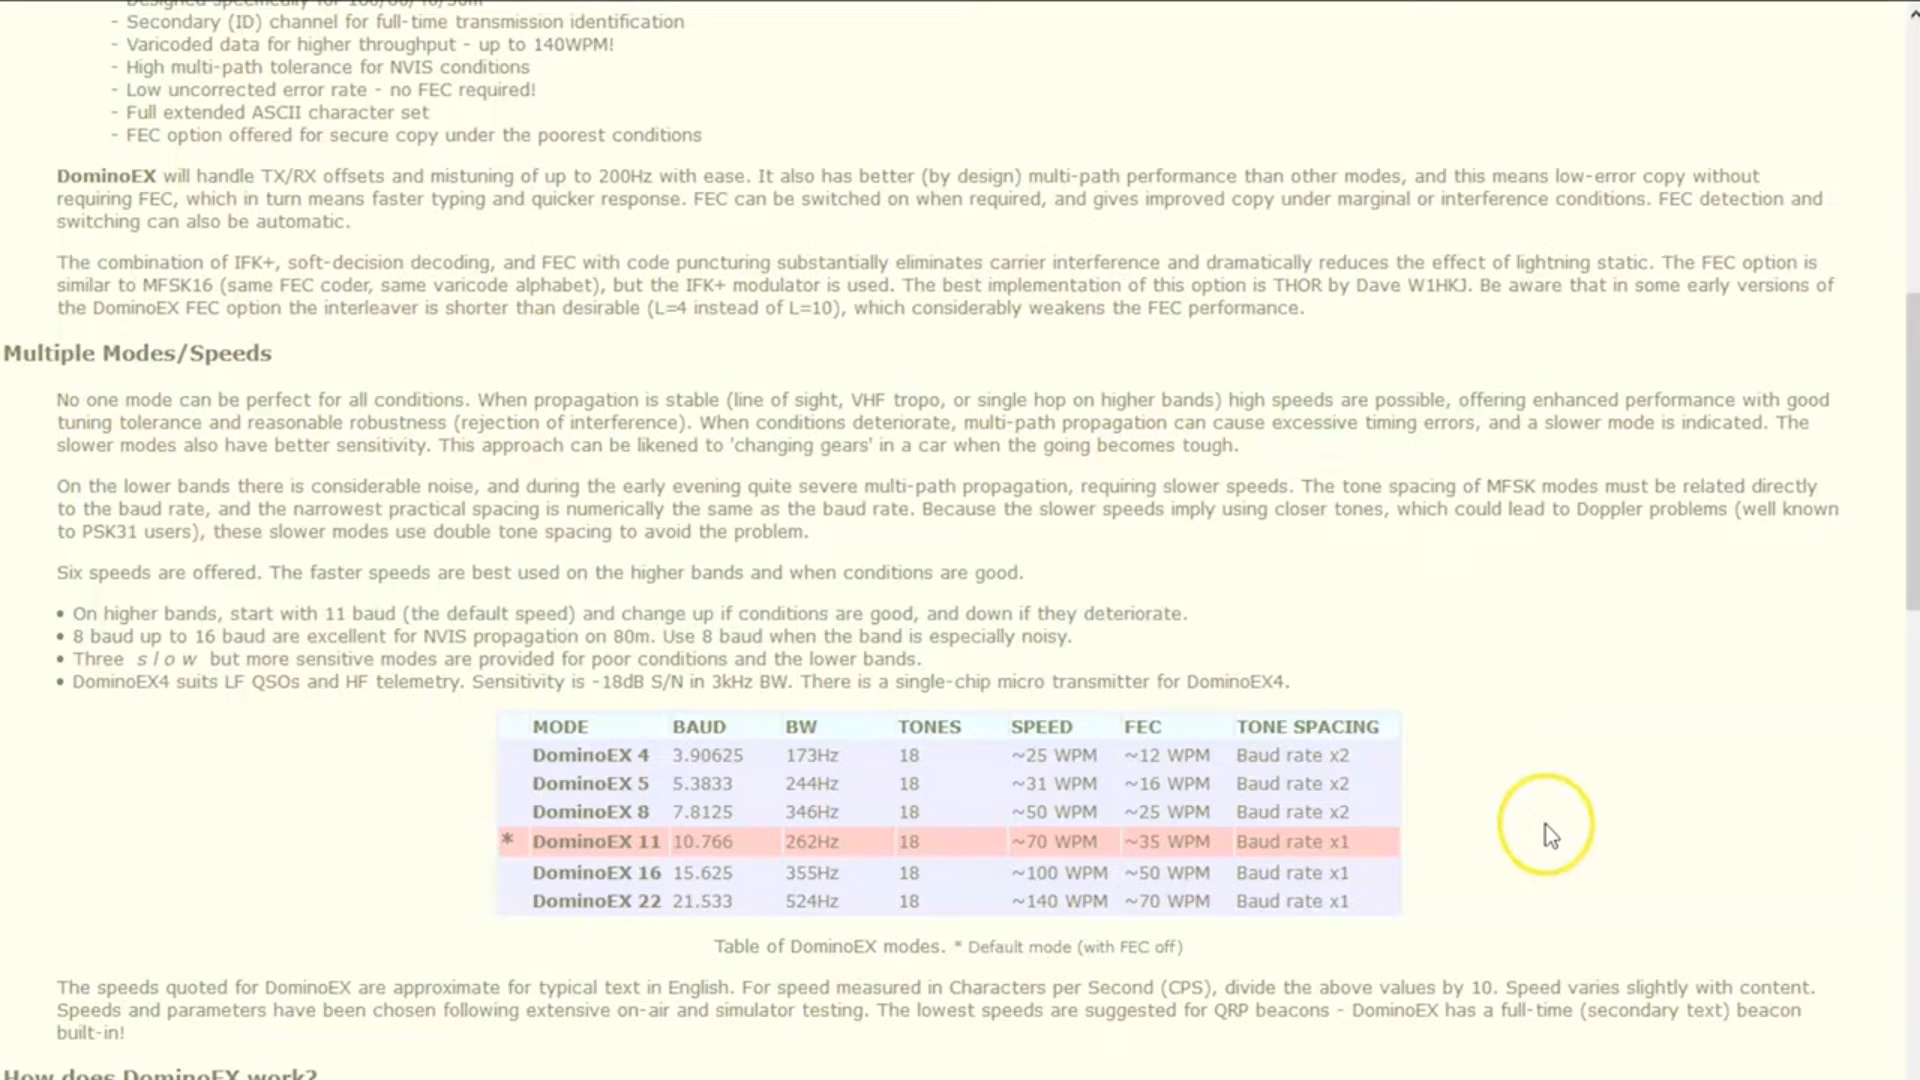 - Designed specifically for 160/80/40/30m
- Secondary (ID) channel for full-time transmission identification
- Varicoded data for higher throughput - up to 140WPM!
- High multi-path tolerance for NVIS conditions
- Low uncorrected error rate - no FEC required!
- Full extended ASCII character set
- FEC option offered for secure copy under the poorest conditions
DominoEX will handle TX/RX offsets and mistuning of up to 200Hz with ease. It also has better (by design) multi-path performance than other modes, and this means low-error copy without
requiring FEC, which in turn means faster typing and quicker response. FEC can be switched on when required, and gives improved copy under marginal or interference conditions. FEC detection and
switching can also be automatic.
The combination of IFK+, soft-decision decoding, and FEC with code puncturing substantially eliminates carrier interference and dramatically reduces the effect of lightning static. The FEC option is
similar to MFSK16 (same FEC coder, same varicode alphabet), but the IFK+ modulator is used. The best implementation of this option is THOR by Dave W1HKJ. Be aware that in some early versions of
the DominoEX FEC option the interleaver is shorter than desirable (L=4 instead of L=10), which considerably weakens the FEC performance.
Multiple Modes/Speeds
No one mode can be perfect for all conditions. When propagation is stable (line of sight, VHF tropo, or single hop on higher bands) high speeds are possible, offering enhanced performance with good
tuning tolerance and reasonable robustness (rejection of interference). When conditions deteriorate, multi-path propagation can cause excessive timing errors, and a slower mode is indicated. The
slower modes also have better sensitivity. This approach can be likened to 'changing gears' in a car when the going becomes tough.
On the lower bands there is considerable noise, and during the early evening quite severe multi-path propagation, requiring slower speeds. The tone spacing of MFSK modes must be related directly
to the baud rate, and the narrowest practical spacing is numerically the same as the baud rate. Because the slower speeds imply using closer tones, which could lead to Doppler problems (well known
to PSK31 users), these slower modes use double tone spacing to avoid the problem.
Six speeds are offered. The faster speeds are best used on the higher bands and when conditions are good.
• On higher bands, start with 11 baud (the default speed) and change up if conditions are good, and down if they deteriorate.
• 8 baud up to 16 baud are excellent for NVIS propagation on 80m. Use 8 baud when the band is especially noisy.
• Three s l o w but more sensitive modes are provided for poor conditions and the lower bands.
• DominoEX4 suits LF QSOs and HF telemetry. Sensitivity is -18dB S/N in 3kHz BW. There is a single-chip micro transmitter for DominoEX4.
MODE BAUD BW TONES SPEED FEC TONE SPACING
DominoEX 4 3.90625 173Hz 18 ~25 WPM ~12 WPM Baud rate x2
DominoEX 5 5.3833 244Hz 18 ~31 WPM ~16 WPM Baud rate x2
DominoEX 8 7.8125 346Hz 18 ~50 WPM ~25 WPM Baud rate x2
* DominoEX 11 10.766 262Hz 18 ~70 WPM ~35 WPM Baud rate x1
DominoEX 16 15.625 355Hz 18 ~100 WPM ~50 WPM Baud rate x1
DominoEX 22 21.533 524Hz 18 ~140 WPM ~70 WPM Baud rate x1
Table of DominoEX modes. * Default mode (with FEC off)
The speeds quoted for DominoEX are approximate for typical text in English. For speed measured in Characters per Second (CPS), divide the above values by 10. Speed varies slightly with content.
Speeds and parameters have been chosen following extensive on-air and simulator testing. The lowest speeds are suggested for QRP beacons - DominoEX has a full-time (secondary text) beacon
built-in!
How does DominoEX work?